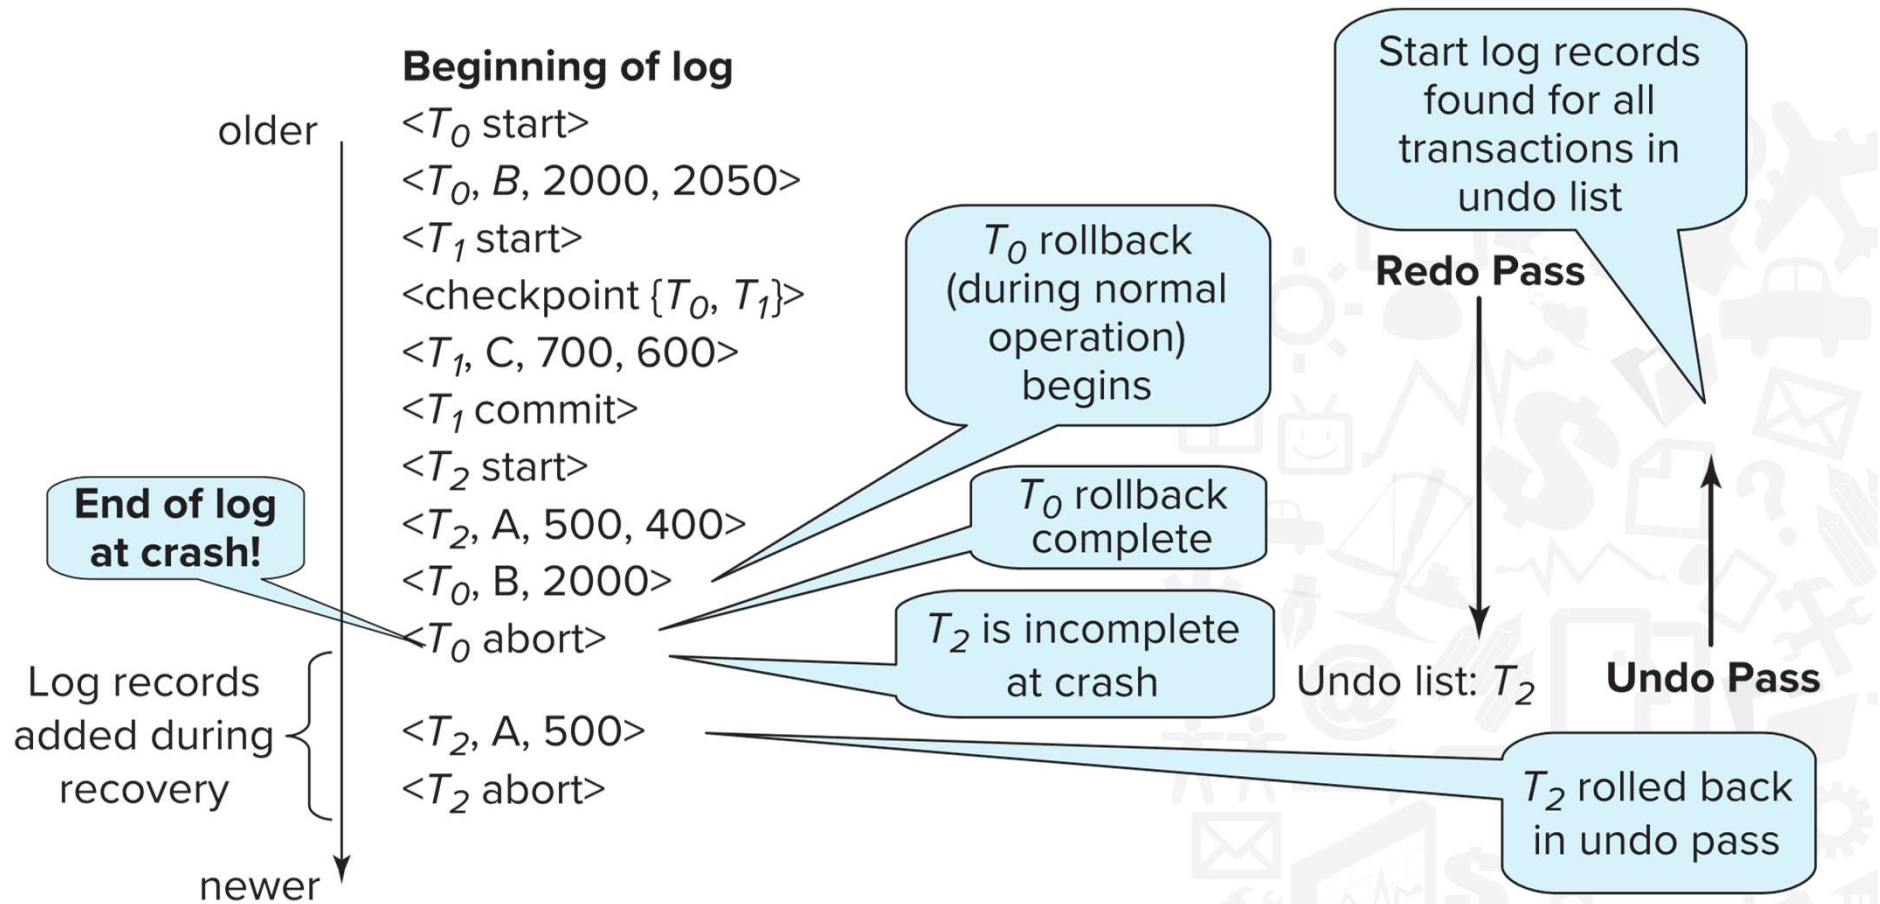 Beginning of log
older
<T0 start>
<T0, B, 2000, 2050>
<T1 start>
<checkpoint {T0, T1}>
<T1, C, 700, 600>
<T1 commit>
<T2 start>
<T2, A, 500, 400>
<T0, B, 2000>
<T0 abort>
<T2, A, 500>
<T2 abort>
newer
End of log
at crash!
Log records
added during
recovery
T0 rollback
(during normal
operation)
begins
T0 rollback
complete
T2 is incomplete
at crash
Start log records
found for all
transactions in
undo list
Redo Pass
Undo list: T2
Undo Pass
T2 rolled back
in undo pass